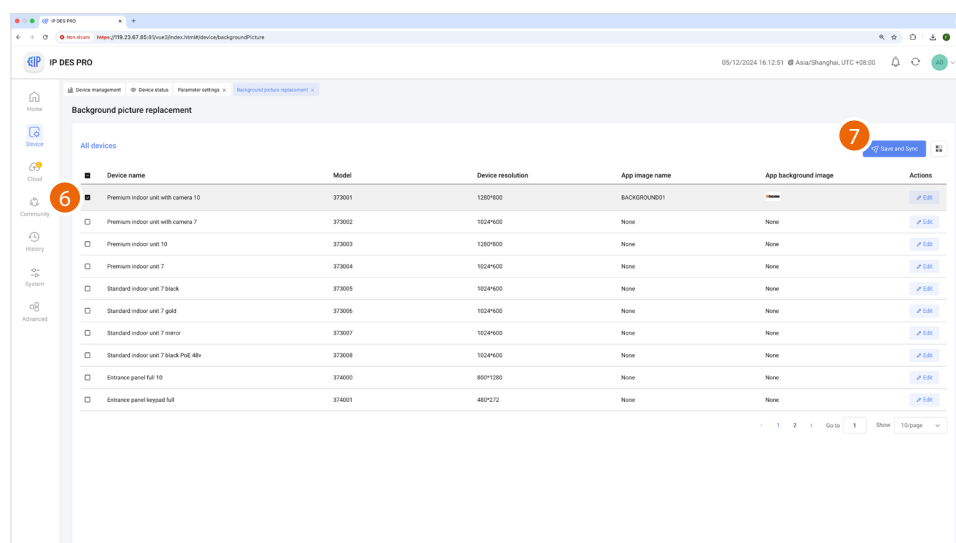 IP DES PRO
Non sicuro https://119.23.67.85:01/vue3/index.html#/device/backgroundPicture
IP DES PRO
05/12/2024 16:12:51 Asia/Shanghai, UTC +08:00
Device management Device status Parameter settings × Background picture replacement ×
Home
Device
Cloud
Community
History
System
Advanced
Background picture replacement
All devices
7
Save and Sync
Device name Model Device resolution App image name App background image Actions
6
Premium indoor unit with camera 10 373001 1280*800 BACKGROUND01 Edit
Premium indoor unit with camera 7 373002 1024*600 None None Edit
Premium indoor unit 10 373003 1280*800 None None Edit
Premium indoor unit 7 373004 1024*600 None None Edit
Standard indoor unit 7 black 373005 1024*600 None None Edit
Standard indoor unit 7 gold 373006 1024*600 None None Edit
Standard indoor unit 7 mirror 373007 1024*600 None None Edit
Standard indoor unit 7 black PoE 48v 373008 1024*600 None None Edit
Entrance panel full 10 374000 800*1280 None None Edit
Entrance panel keypad full 374001 480*272 None None Edit
< 1 2 > Go to 1 Show 10/page